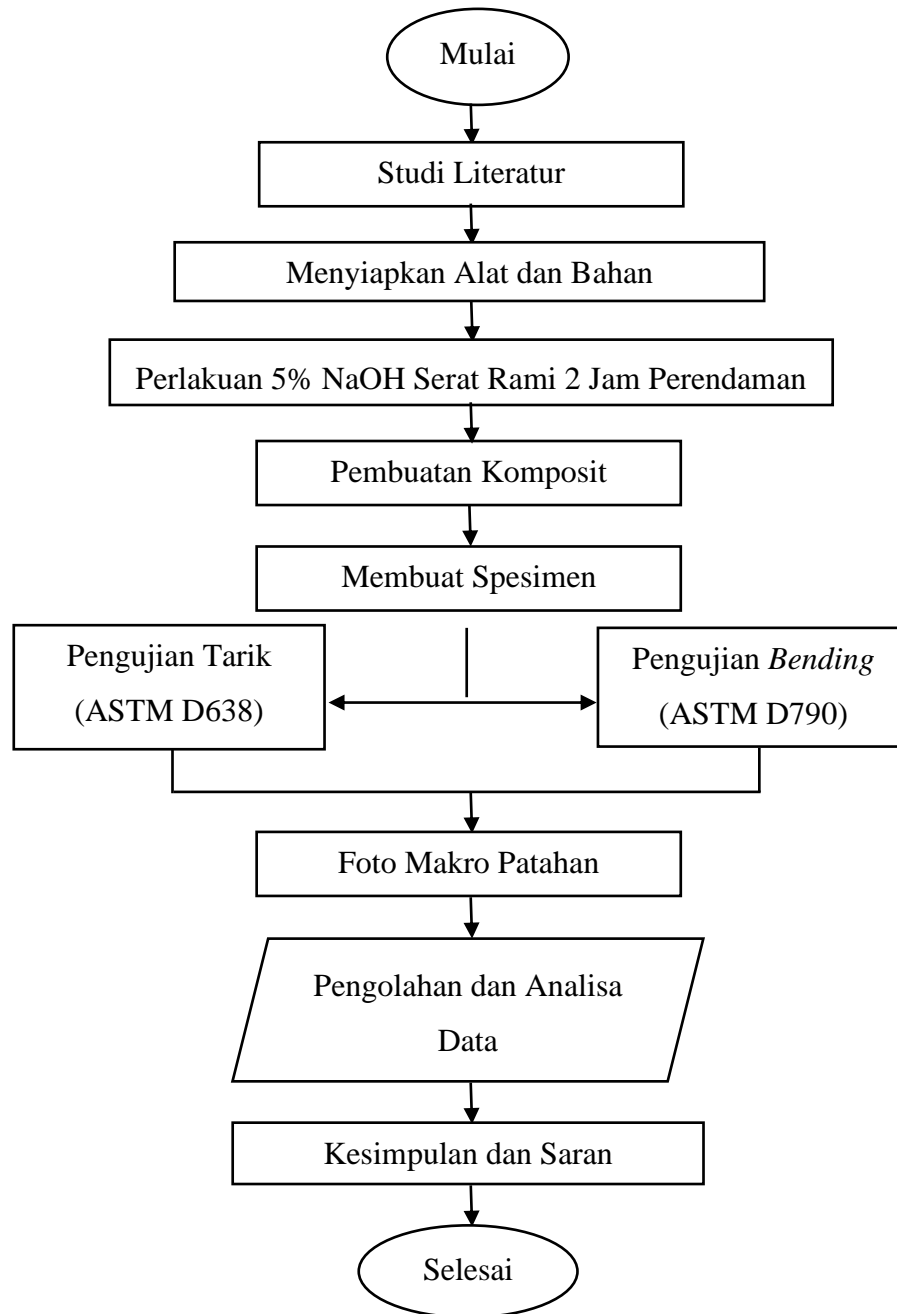 Mulai
Studi Literatur
Menyiapkan Alat dan Bahan
Perlakuan 5% NaOH Serat Rami 2 Jam Perendaman
Pembuatan Komposit
Membuat Spesimen
Pengujian Tarik
(ASTM D638)
Pengujian Bending
(ASTM D790)
Foto Makro Patahan
Pengolahan dan Analisa
Data
Kesimpulan dan Saran
Selesai